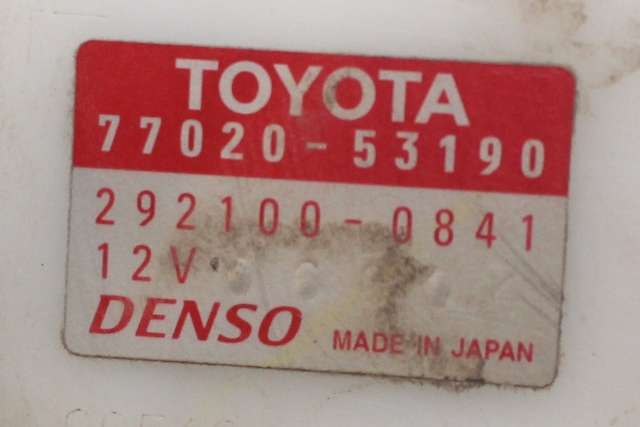 TOYOTA
77020-53190
292100-0841
12V
DENSO
MADE IN JAPAN